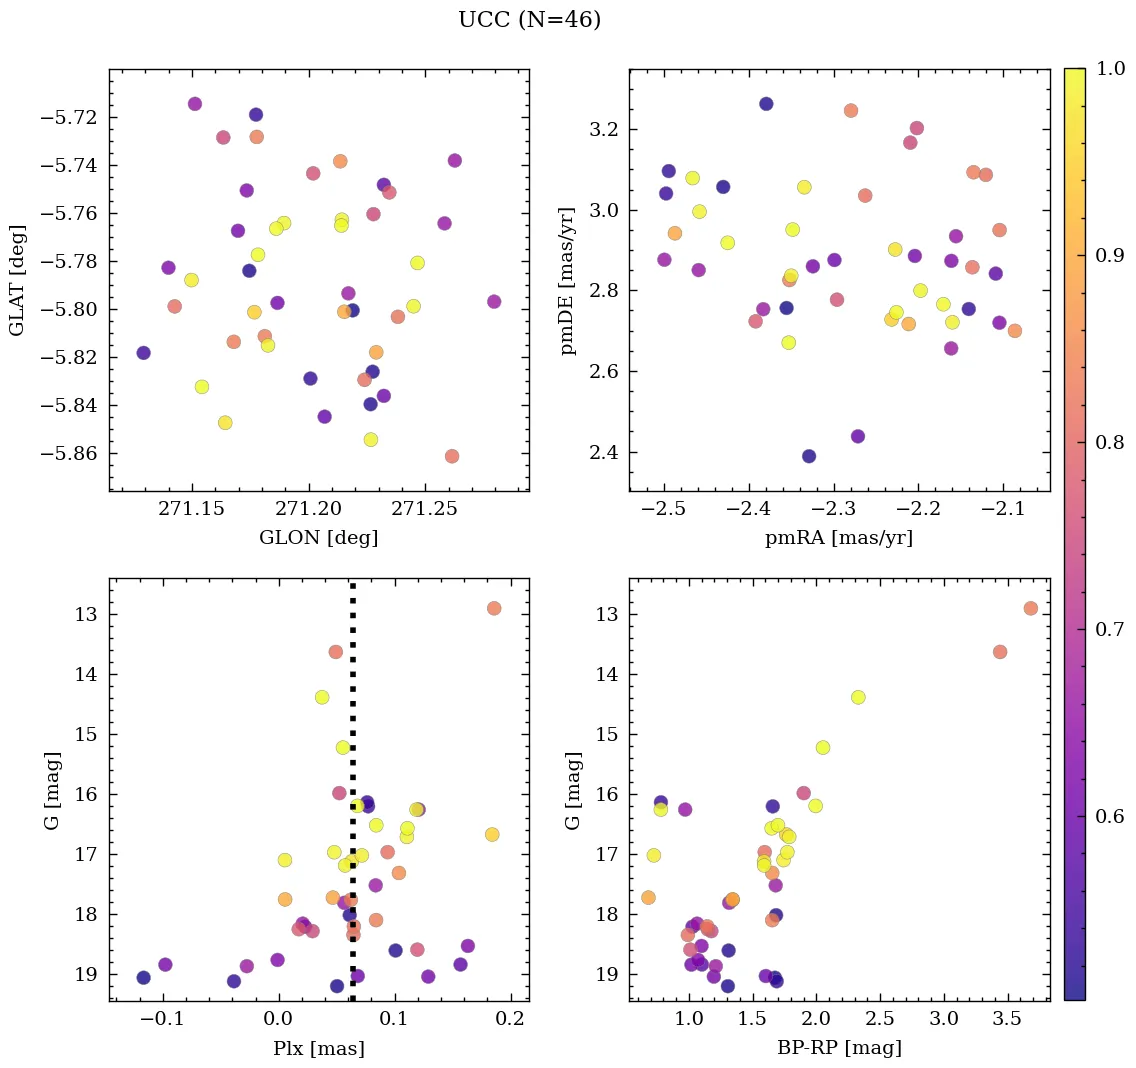 UCC (N=46)
−5.72
−5.74
−5.76
−5.78
−5.80
−5.82
−5.84
−5.86
GLAT [deg]
271.15 271.20 271.25
GLON [deg]
3.2
3.0
2.8
2.6
2.4
pmDE [mas/yr]
−2.5 −2.4 −2.3 −2.2 −2.1
pmRA [mas/yr]
1.0
0.9
0.8
0.7
0.6
13
14
15
16
17
18
19
G [mag]
−0.1 0.0 0.1 0.2
Plx [mas]
13
14
15
16
17
18
19
G [mag]
1.0 1.5 2.0 2.5 3.0 3.5
BP-RP [mag]